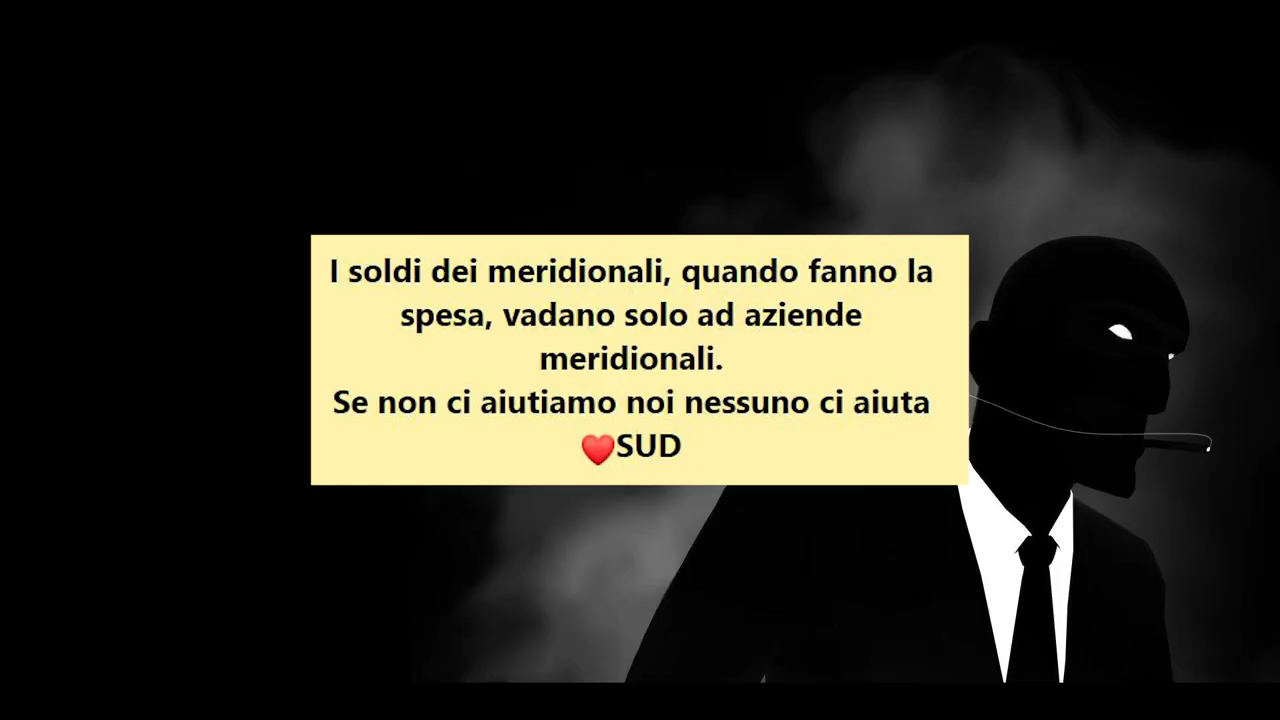 I soldi dei meridionali, quando fanno la
spesa, vadano solo ad aziende
meridionali.
Se non ci aiutiamo noi nessuno ci aiuta
❤️SUD